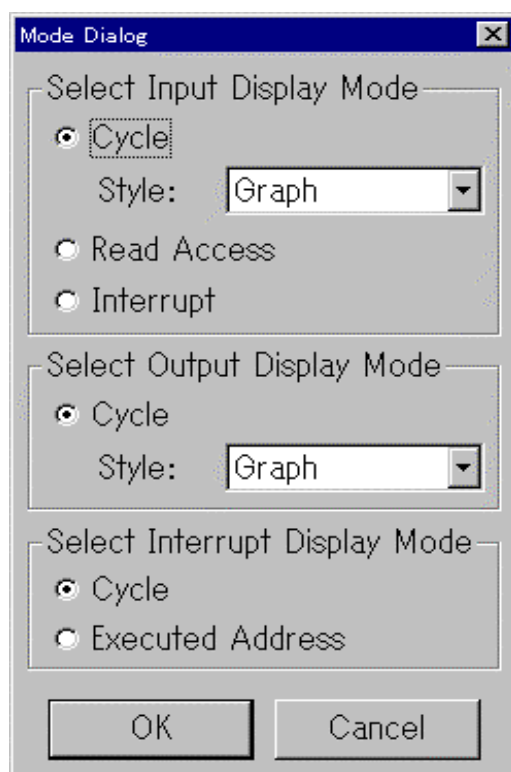 Mode Dialog
Select Input Display Mode
Cycle
Style: Graph
Read Access
Interrupt
Select Output Display Mode
Cycle
Style: Graph
Select Interrupt Display Mode
Cycle
Executed Address
OK Cancel